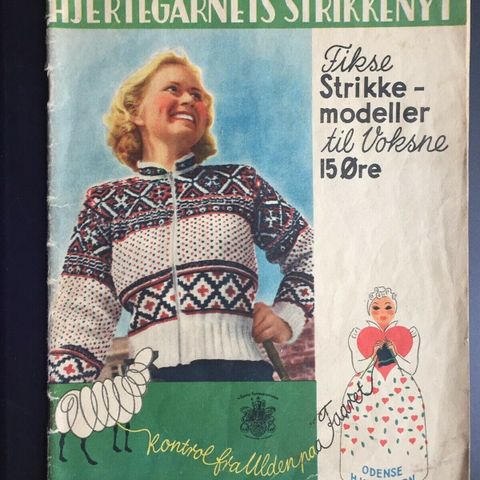 HJERTEGARNETS STRIKKENYT
Fikse
Strikke-
modeller
til Voksne
15 Øre
Kontrol fra Ulden paa Faaret
ODENSE